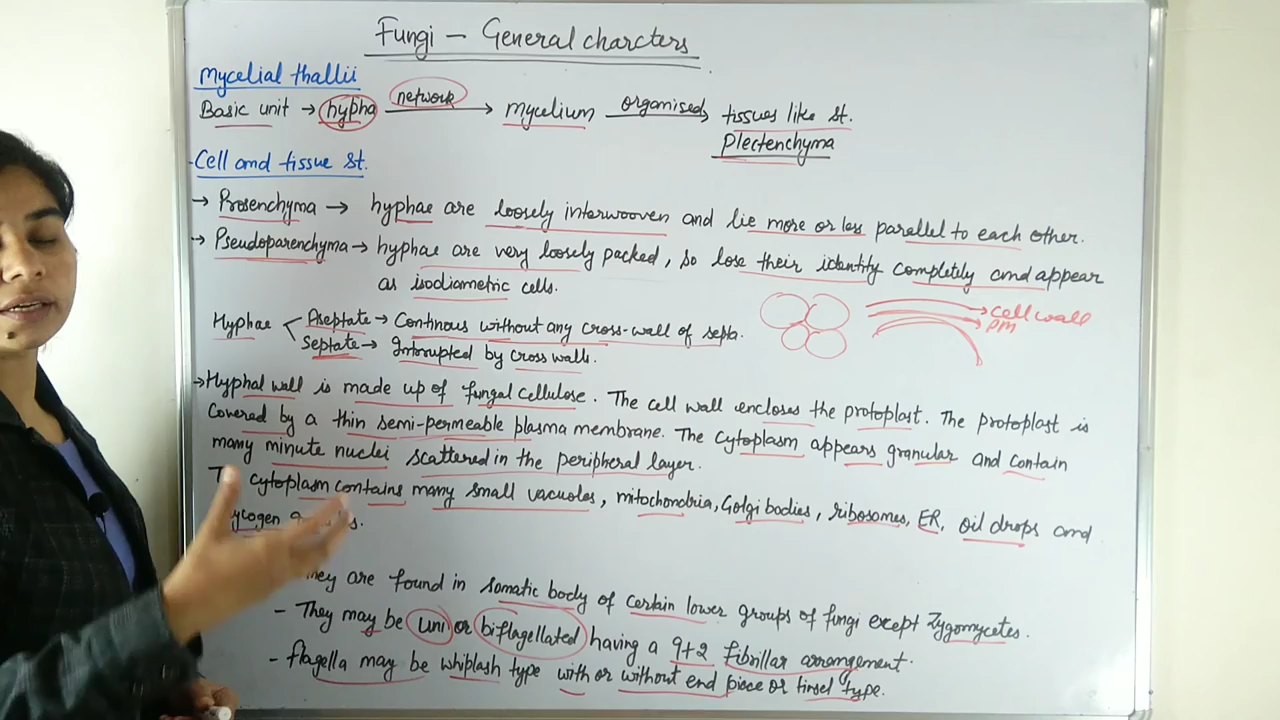 Fungi - General charcters
Mycelial thallii
Basic unit → hypha network → mycelium organised → tissues like st.
Plectenchyma
- Cell and tissue st.
→ Prosenchyma → hyphae are loosely interwooven and lie more or less parallel to each other.
→ Pseudoparenchyma → hyphae are very loosely packed, so lose their identity completely and appear
as isodiametric cells.
cell wall
PM
Hyphae
Aseptate → Continous without any cross-wall of septa.
Septate → Interrupted by cross walls.
→ Hyphal wall is made up of fungal cellulose. The cell wall encloses the protoplast. The protoplast is
covered by a thin semi-permeable plasma membrane. The cytoplasm appears granular and contain
many minute nuclei scattered in the peripheral layer.
cytoplasm contains many small vacuoles, mitochondria, Golgi bodies, ribosomes, ER, oil drops and
are found in somatic body of certain lower groups of fungi except Zygomycetes.
- They may be uni or biflagellated having a 9+2 fibrillar arrangement.
- flagella may be whiplash type with or without end piece or tinsel type.